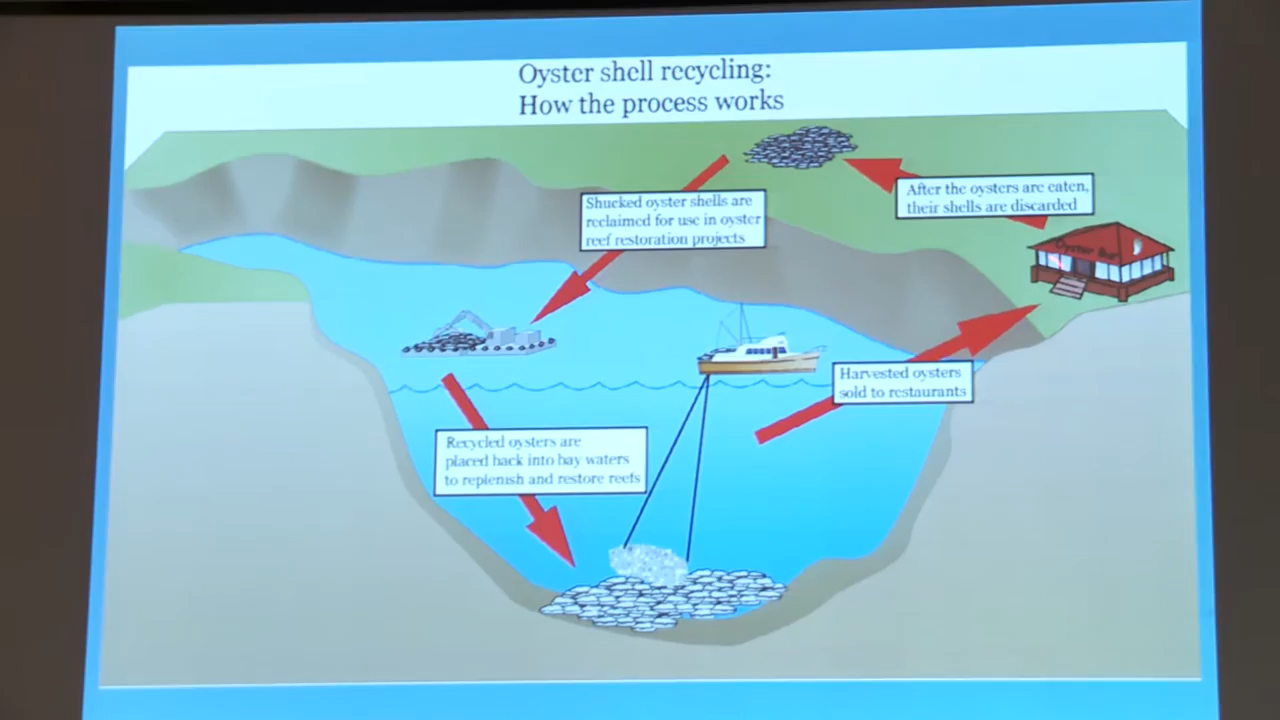 Oyster shell recycling:
How the process works
After the oysters are eaten,
their shells are discarded
Shucked oyster shells are
reclaimed for use in oyster
reef restoration projects
Oyster Bar
Harvested oysters
sold to restaurants
Recycled oysters are
placed back into bay waters
to replenish and restore reefs